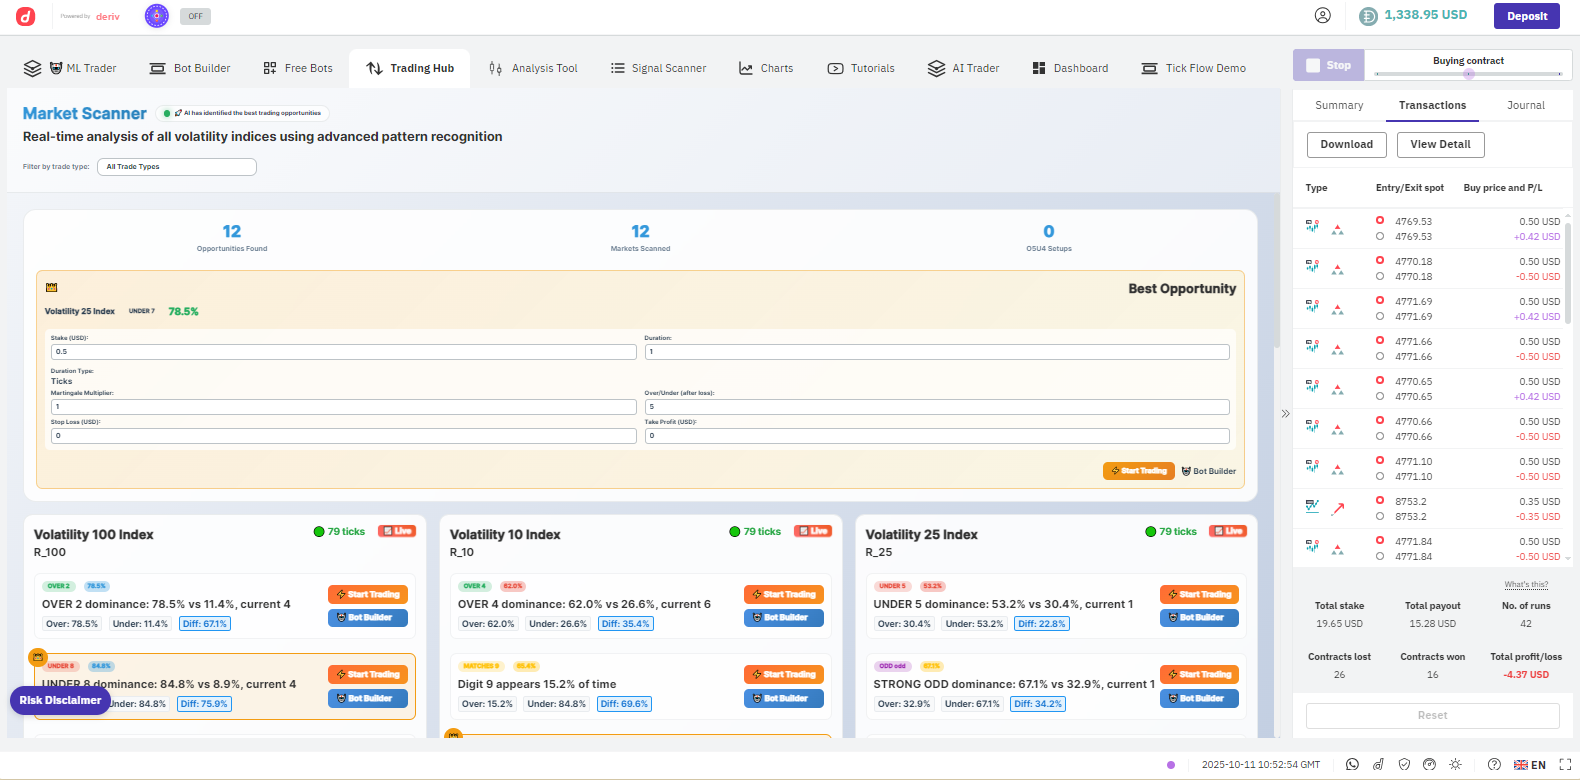 Powered by deriv OFF 1,338.95 USD Deposit
ML Trader Bot Builder Free Bots Trading Hub Analysis Tool Signal Scanner Charts Tutorials AI Trader Dashboard Tick Flow Demo
Stop Buying contract
Market Scanner AI has identified the best trading opportunities
Real-time analysis of all volatility indices using advanced pattern recognition
Filter by trade type: All Trade Types
12 12 0
Opportunities Found Markets Scanned O5U4 Setups
Best Opportunity
Volatility 25 Index UNDER 7 78.5%
Stake (USD): Duration:
0.5 1
Duration Type:
Ticks
Martingale Multiplier: Over/Under (after loss):
1 5
Stop Loss (USD): Take Profit (USD):
0 0
Start Trading Bot Builder
Volatility 100 Index 79 ticks Live
R_100
OVER 2 78.5%
OVER 2 dominance: 78.5% vs 11.4%, current 4
Over: 78.5% Under: 11.4% Diff: 67.1%
Start Trading
Bot Builder
UNDER 8 84.8%
UNDER 8 dominance: 84.8% vs 8.9%, current 4
Under: 84.8% Diff: 75.9%
Start Trading
Bot Builder
Risk Disclaimer
Volatility 10 Index 79 ticks Live
R_10
OVER 4 62.0%
OVER 4 dominance: 62.0% vs 26.6%, current 6
Over: 62.0% Under: 26.6% Diff: 35.4%
Start Trading
Bot Builder
MATCHES 9
Digit 9 appears 15.2% of time
Over: 15.2% Under: 84.8% Diff: 69.6%
Start Trading
Bot Builder
Volatility 25 Index 79 ticks Live
R_25
UNDER 5 53.2%
UNDER 5 dominance: 53.2% vs 30.4%, current 1
Over: 30.4% Under: 53.2% Diff: 22.8%
Start Trading
Bot Builder
ODD odd 67.1%
STRONG ODD dominance: 67.1% vs 32.9%, current 1
Over: 32.9% Under: 67.1% Diff: 34.2%
Start Trading
Bot Builder
Summary Transactions Journal
Download View Detail
Type Entry/Exit spot Buy price and P/L
4769.53 0.50 USD
4769.53 +0.42 USD
4770.18 0.50 USD
4770.18 -0.50 USD
4771.69 0.50 USD
4771.69 +0.42 USD
4771.66 0.50 USD
4771.66 -0.50 USD
4770.65 0.50 USD
4770.65 +0.42 USD
4770.66 0.50 USD
4770.66 -0.50 USD
4771.10 0.50 USD
4771.10 -0.50 USD
8753.2 0.35 USD
8753.2 -0.35 USD
4771.84 0.50 USD
4771.84 -0.50 USD
What's this?
Total stake Total payout No. of runs
19.65 USD 15.28 USD 42
Contracts lost Contracts won Total profit/loss
26 16 -4.37 USD
Reset
2025-10-11 10:52:54 GMT EN